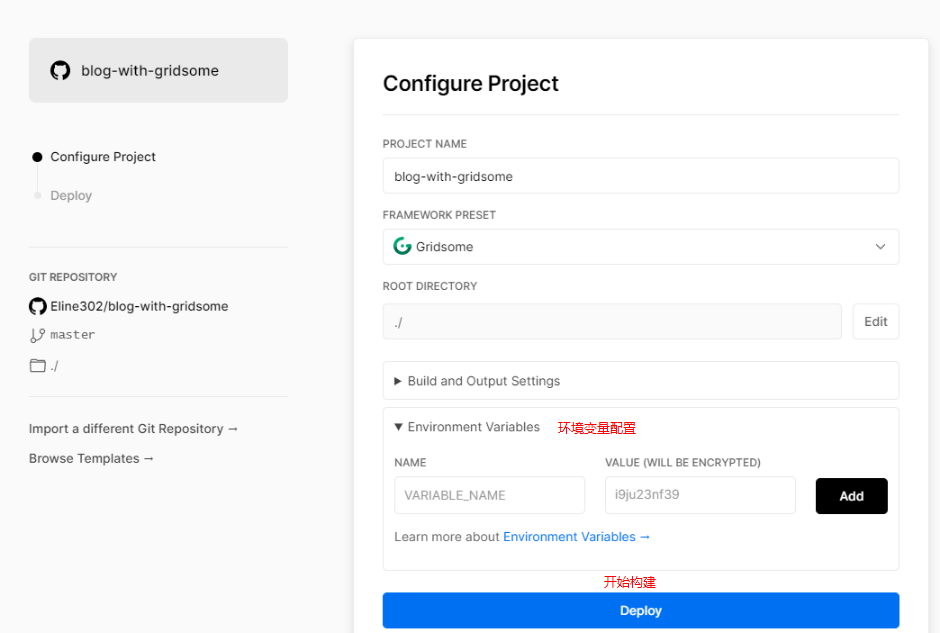 blog-with-gridsome
Configure Project
Deploy
GIT REPOSITORY
Eline302/blog-with-gridsome
master
./
Import a different Git Repository →
Browse Templates →
Configure Project
PROJECT NAME
blog-with-gridsome
FRAMEWORK PRESET
Gridsome
ROOT DIRECTORY
./
Edit
Build and Output Settings
Environment Variables 环境变量配置
NAME VALUE (WILL BE ENCRYPTED)
VARIABLE_NAME i9ju23nf39 Add
Learn more about Environment Variables →
开始构建
Deploy